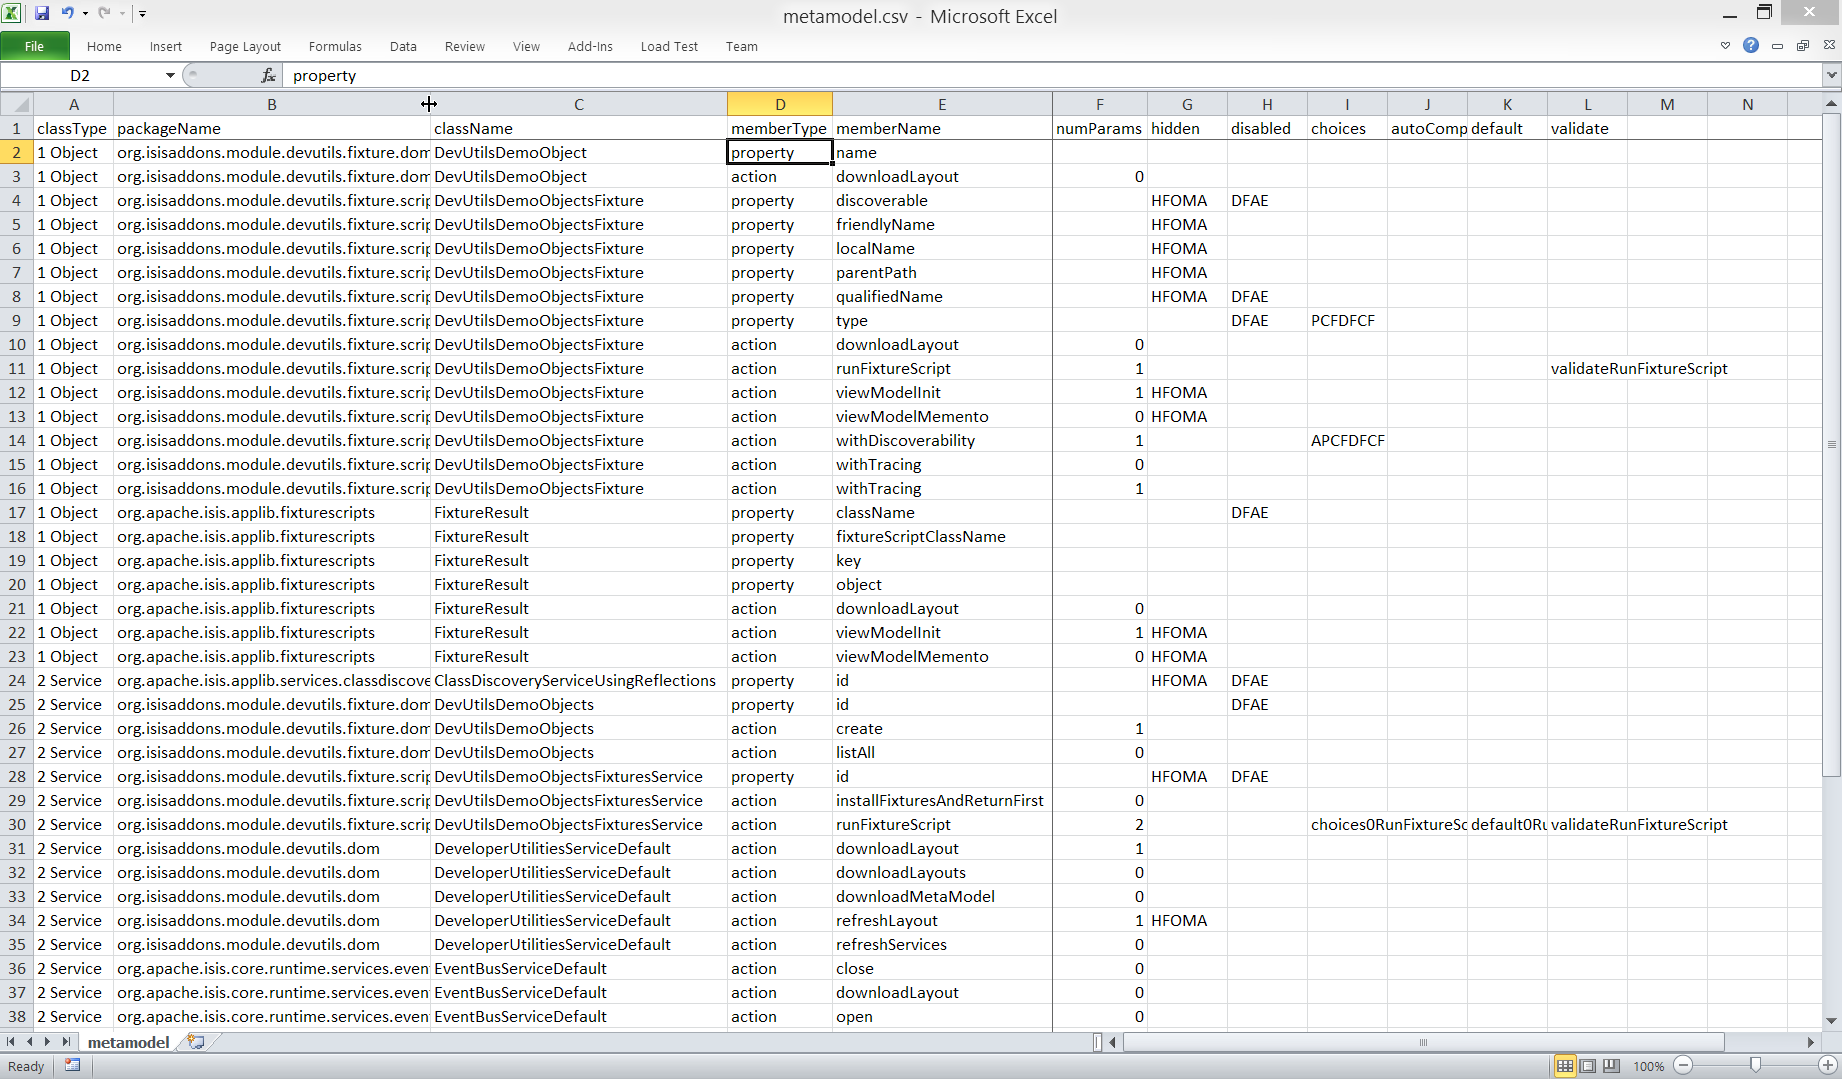 metamodel.csv - Microsoft Excel
File Home Insert Page Layout Formulas Data Review View Add-Ins Load Test Team
D2 fx property
A B C D E F G H I J K L M N
1 classType packageName className memberType memberName numParams hidden disabled choices autoComp default validate
2 1 Object org.isisaddons.module.devutils.fixture.dom DevUtilsDemoObject property name
3 1 Object org.isisaddons.module.devutils.fixture.dom DevUtilsDemoObject action downloadLayout 0
4 1 Object org.isisaddons.module.devutils.fixture.scrip DevUtilsDemoObjectsFixture property discoverable HFOMA DFAE
5 1 Object org.isisaddons.module.devutils.fixture.scrip DevUtilsDemoObjectsFixture property friendlyName HFOMA
6 1 Object org.isisaddons.module.devutils.fixture.scrip DevUtilsDemoObjectsFixture property localName HFOMA
7 1 Object org.isisaddons.module.devutils.fixture.scrip DevUtilsDemoObjectsFixture property parentPath HFOMA
8 1 Object org.isisaddons.module.devutils.fixture.scrip DevUtilsDemoObjectsFixture property qualifiedName HFOMA DFAE
9 1 Object org.isisaddons.module.devutils.fixture.scrip DevUtilsDemoObjectsFixture property type DFAE PCFDFCF
10 1 Object org.isisaddons.module.devutils.fixture.scrip DevUtilsDemoObjectsFixture action downloadLayout 0
11 1 Object org.isisaddons.module.devutils.fixture.scrip DevUtilsDemoObjectsFixture action runFixtureScript 1 validateRunFixtureScript
12 1 Object org.isisaddons.module.devutils.fixture.scrip DevUtilsDemoObjectsFixture action viewModelInit 1 HFOMA
13 1 Object org.isisaddons.module.devutils.fixture.scrip DevUtilsDemoObjectsFixture action viewModelMemento 0 HFOMA
14 1 Object org.isisaddons.module.devutils.fixture.scrip DevUtilsDemoObjectsFixture action withDiscoverability 1 APCFDFCF
15 1 Object org.isisaddons.module.devutils.fixture.scrip DevUtilsDemoObjectsFixture action withTracing 0
16 1 Object org.isisaddons.module.devutils.fixture.scrip DevUtilsDemoObjectsFixture action withTracing 1
17 1 Object org.apache.isis.applib.fixturescripts FixtureResult property className DFAE
18 1 Object org.apache.isis.applib.fixturescripts FixtureResult property fixtureScriptClassName
19 1 Object org.apache.isis.applib.fixturescripts FixtureResult property key
20 1 Object org.apache.isis.applib.fixturescripts FixtureResult property object
21 1 Object org.apache.isis.applib.fixturescripts FixtureResult action downloadLayout 0
22 1 Object org.apache.isis.applib.fixturescripts FixtureResult action viewModelInit 1 HFOMA
23 1 Object org.apache.isis.applib.fixturescripts FixtureResult action viewModelMemento 0 HFOMA
24 2 Service org.apache.isis.applib.services.classdiscove ClassDiscoveryServiceUsingReflections property id HFOMA DFAE
25 2 Service org.isisaddons.module.devutils.fixture.dom DevUtilsDemoObjects property id DFAE
26 2 Service org.isisaddons.module.devutils.fixture.dom DevUtilsDemoObjects action create 1
27 2 Service org.isisaddons.module.devutils.fixture.dom DevUtilsDemoObjects action listAll 0
28 2 Service org.isisaddons.module.devutils.fixture.scrip DevUtilsDemoObjectsFixturesService property id HFOMA DFAE
29 2 Service org.isisaddons.module.devutils.fixture.scrip DevUtilsDemoObjectsFixturesService action installFixturesAndReturnFirst 0
30 2 Service org.isisaddons.module.devutils.fixture.scrip DevUtilsDemoObjectsFixturesService action runFixtureScript 2 choices0RunFixtureSc default0Ru validateRunFixtureScript
31 2 Service org.isisaddons.module.devutils.dom DeveloperUtilitiesServiceDefault action downloadLayout 1
32 2 Service org.isisaddons.module.devutils.dom DeveloperUtilitiesServiceDefault action downloadLayouts 0
33 2 Service org.isisaddons.module.devutils.dom DeveloperUtilitiesServiceDefault action downloadMetaModel 0
34 2 Service org.isisaddons.module.devutils.dom DeveloperUtilitiesServiceDefault action refreshLayout 1 HFOMA
35 2 Service org.isisaddons.module.devutils.dom DeveloperUtilitiesServiceDefault action refreshServices 0
36 2 Service org.apache.isis.core.runtime.services.even EventBusServiceDefault action close 0
37 2 Service org.apache.isis.core.runtime.services.even EventBusServiceDefault action downloadLayout 0
38 2 Service org.apache.isis.core.runtime.services.even EventBusServiceDefault action open 0
metamodel
Ready 100%